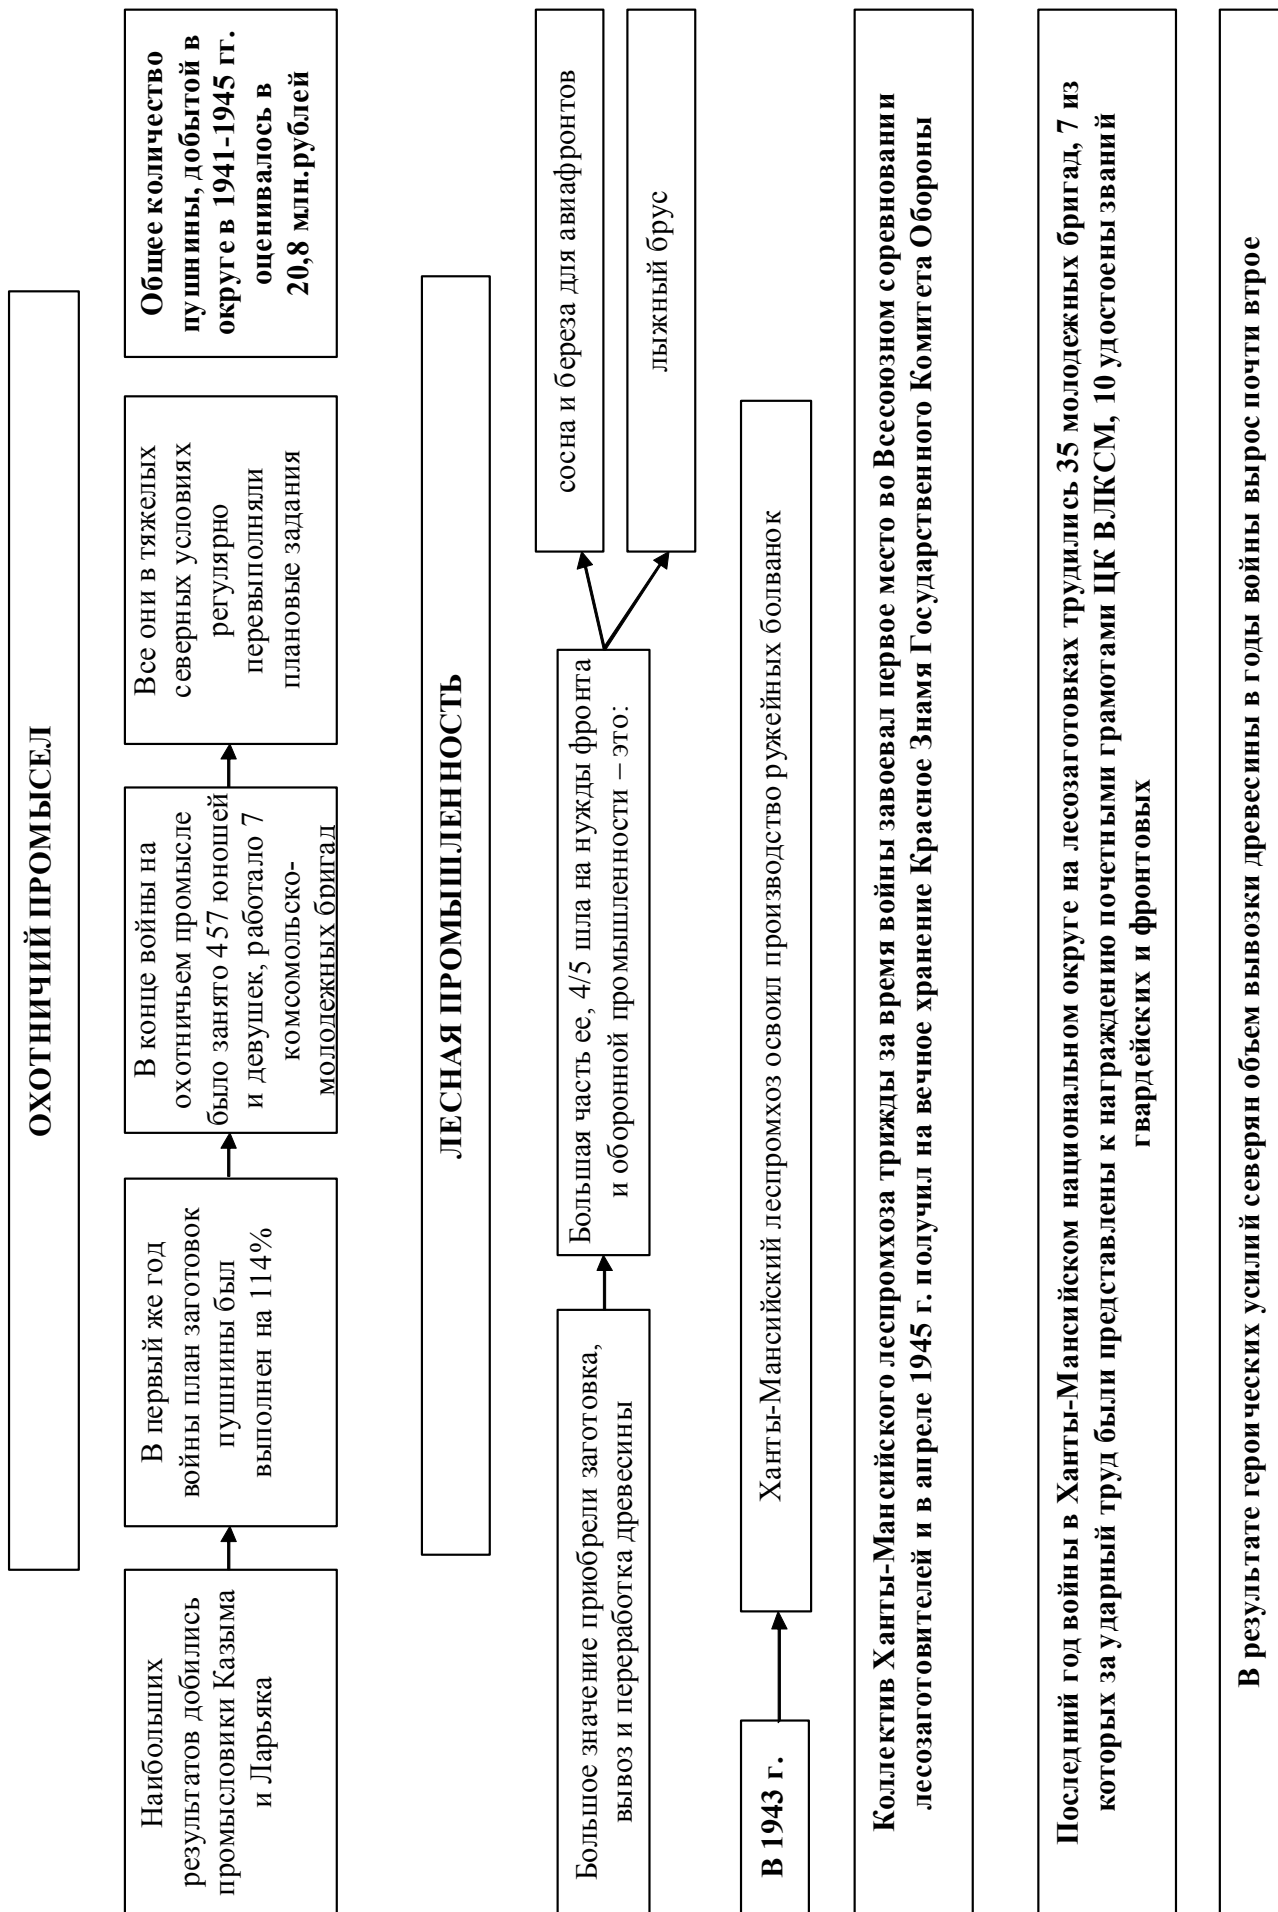 ОХОТНИЧИЙ ПРОМЫСЕЛ
Наибольших
результатов добились
промысловики Казыма
и Ларьяка
В первый же год
войны план заготовок
пушнины был
выполнен на 114%
В конце войны на
охотничьем промысле
было занято 457 юношей
и девушек, работало 7
комсомольско-
молодежных бригад
Все они в тяжелых
северных условиях
регулярно
перевыполняли
плановые задания
Общее количество
пушнины, добытой в
округе в 1941-1945 гг.
оценивалось в
20,8 млн.рублей
ЛЕСНАЯ ПРОМЫШЛЕННОСТЬ
Большое значение приобрели заготовка,
вывоз и переработка древесины
Большая часть ее, 4/5 шла на нужды фронта
и оборонной промышленности – это:
сосна и береза для авиафронтов
лыжный брус
В 1943 г.
Ханты-Мансийский леспромхоз освоил производство ружейных болванок
Коллектив Ханты-Мансийского леспромхоза трижды за время войны завоевал первое место во Всесоюзном соревновании
лесозаготовителей и в апреле 1945 г. получил на вечное хранение Красное Знамя Государственного Комитета Обороны
Последний год войны в Ханты-Мансийском национальном округе на лесозаготовках трудились 35 молодежных бригад, 7 из
которых за ударный труд были представлены к награждению почетными грамотами ЦК ВЛКСМ, 10 удостоены званий
гвардейских и фронтовых
В результате героических усилий северян объем вывозки древесины в годы войны вырос почти втрое